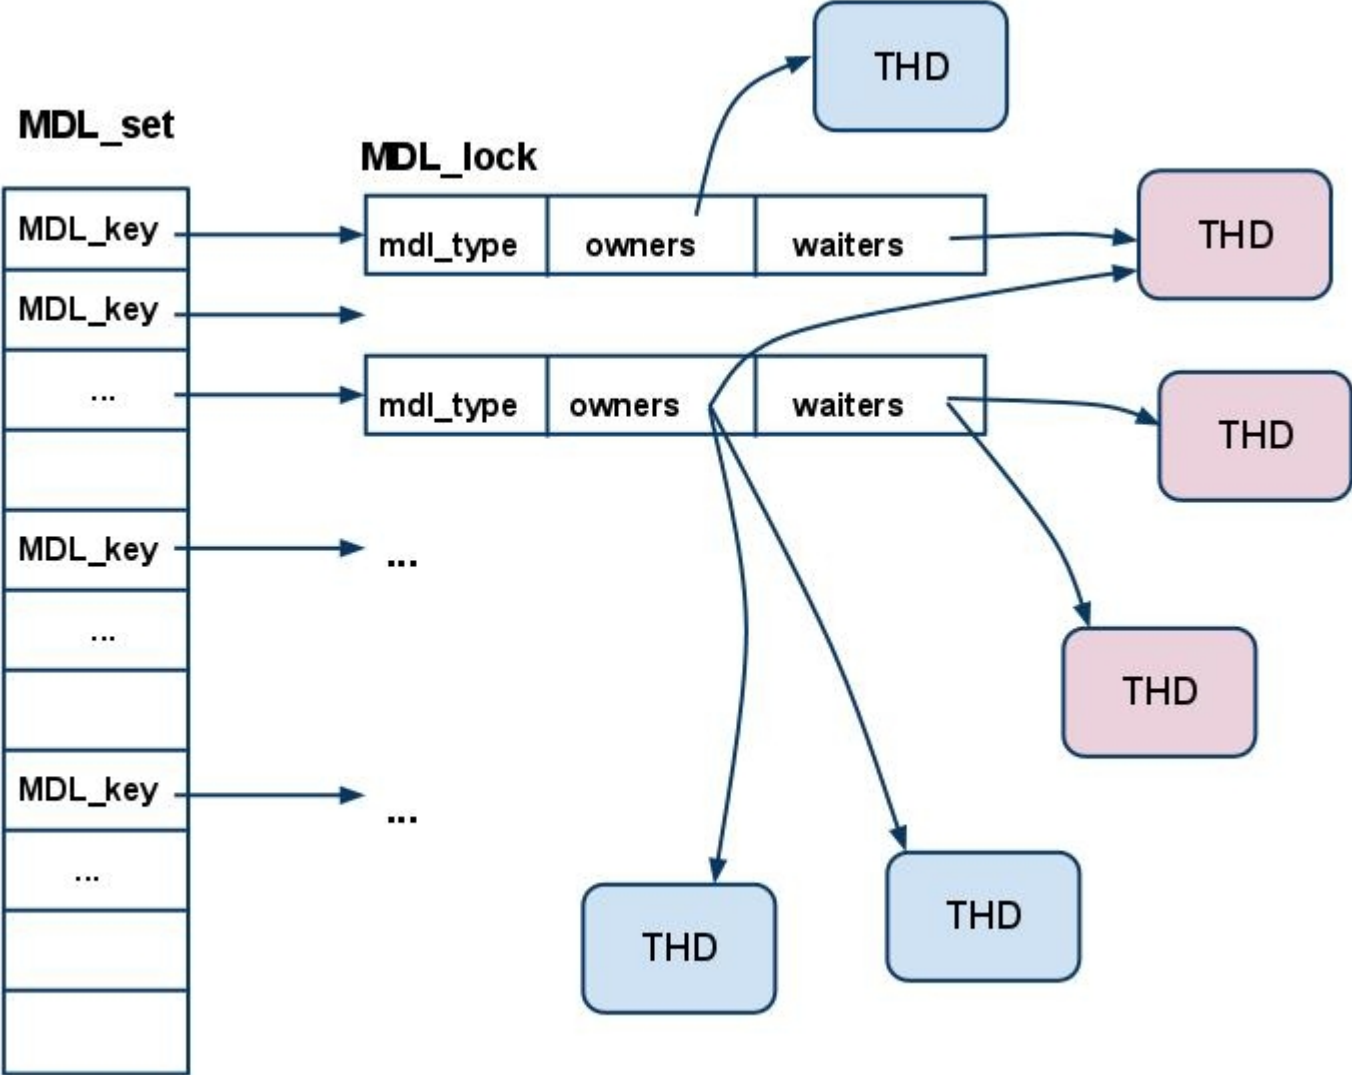 THD
MDL_set
MDL_lock
MDL_key
mdl_type
owners
waiters
THD
MDL_key
...
mdl_type
owners
waiters
THD
MDL_key
...
...
THD
MDL_key
...
...
THD
THD